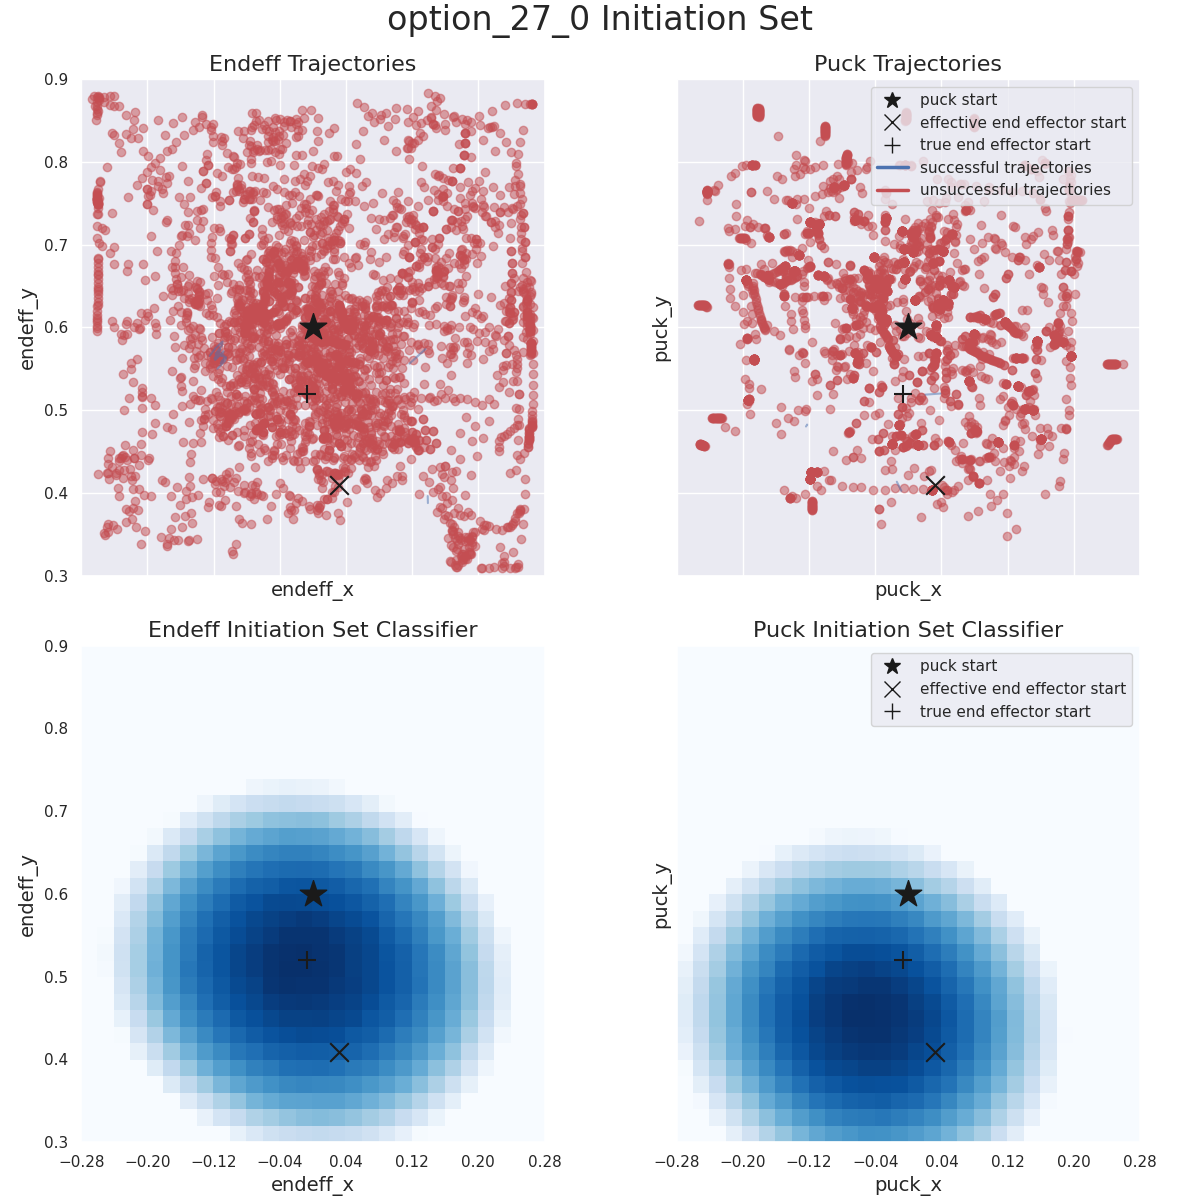 option_27_0 Initiation Set
Endeff Trajectories
Puck Trajectories
0.9
0.8
0.7
0.6
0.5
0.4
0.3
endeff_y
endeff_x
puck_y
puck_x
puck start
effective end effector start
true end effector start
successful trajectories
unsuccessful trajectories
Endeff Initiation Set Classifier
Puck Initiation Set Classifier
0.9
0.8
0.7
0.6
0.5
0.4
0.3
endeff_y
−0.28 −0.20 −0.12 −0.04 0.04 0.12 0.20 0.28
endeff_x
puck_y
puck start
effective end effector start
true end effector start
−0.28 −0.20 −0.12 −0.04 0.04 0.12 0.20 0.28
puck_x